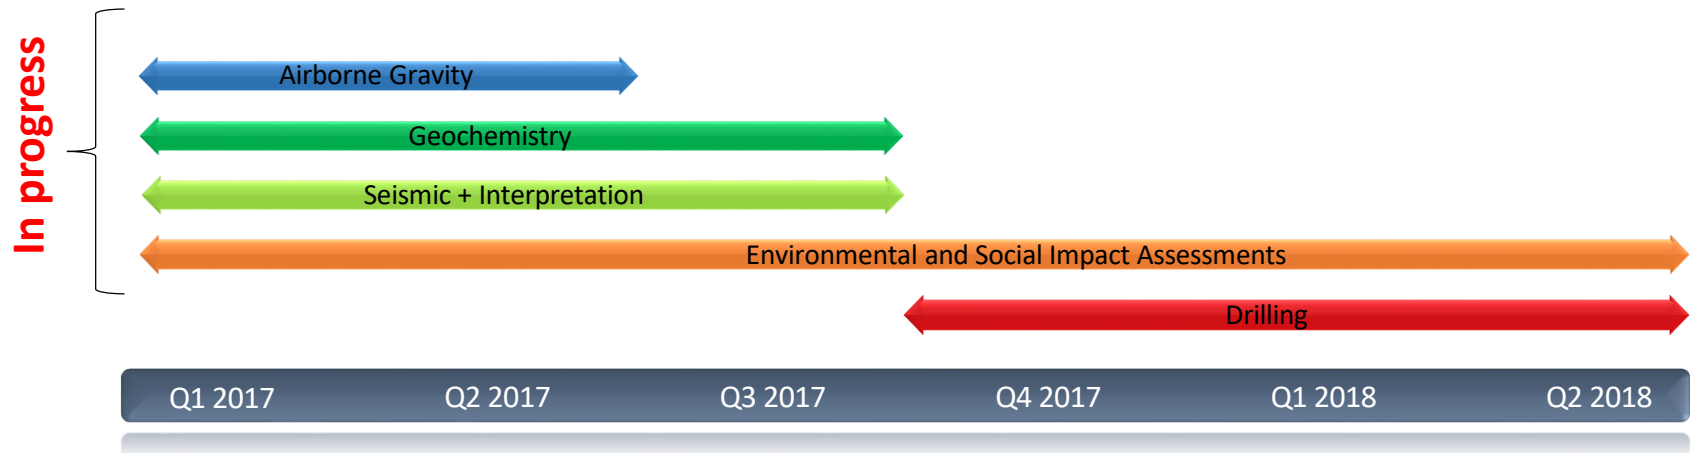 In progress
Airborne Gravity
Geochemistry
Seismic + Interpretation
Environmental and Social Impact Assessments
Drilling
Q1 2017 Q2 2017 Q3 2017 Q4 2017 Q1 2018 Q2 2018